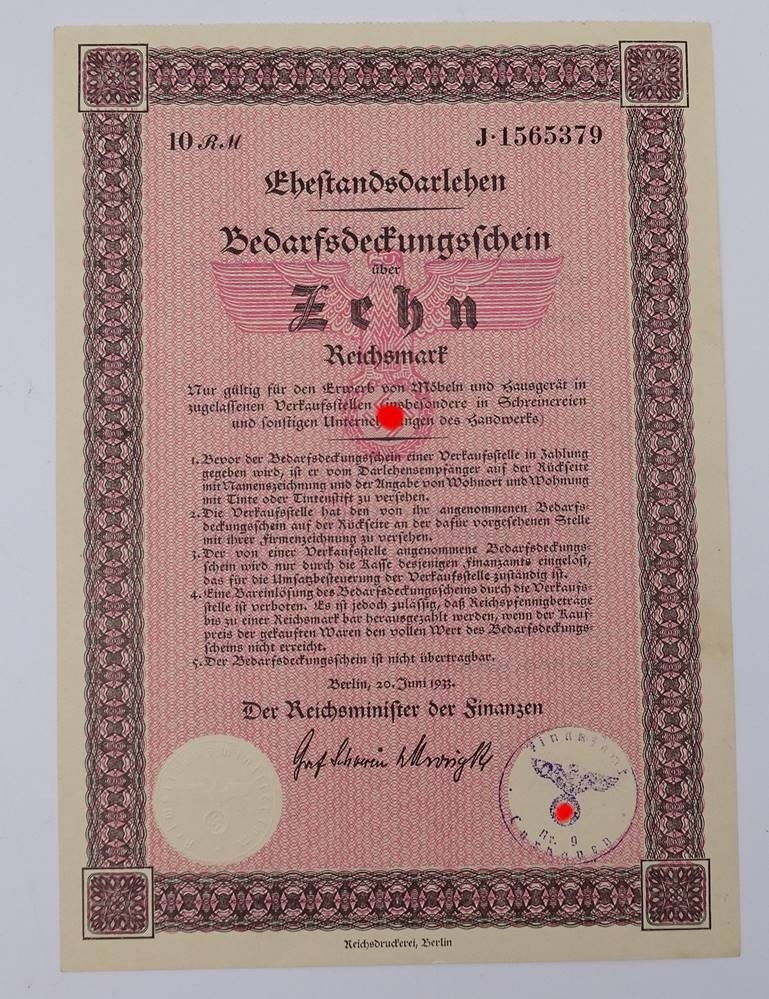 10 RM
J·1565379
Ehestandsdarlehen
Bedarfsdeckungsschein
über
Zehn
Reichsmark
Nur gültig für den Erwerb von Möbeln und Hausgerät in
zugelassenen Verkaufsstellen (insbesondere in Schreinereien
und sonstigen Unternehmungen des Handwerks)
1. Bevor der Bedarfsdeckungsschein einer Verkaufsstelle in Zahlung
gegeben wird, ist er vom Darlehensempfänger auf der Rückseite
mit Namenszeichnung und der Angabe von Wohnort und Wohnung
mit Tinte oder Tintenstift zu versehen.
2. Die Verkaufsstelle hat den von ihr angenommenen Bedarfs-
deckungsschein auf der Rückseite an der dafür vorgesehenen Stelle
mit ihrer Firmenzeichnung zu versehen.
3. Der von einer Verkaufsstelle angenommene Bedarfsdeckungs-
schein wird nur durch die Kasse desjenigen Finanzamts eingelöst,
das für die Umsatzbesteuerung der Verkaufsstelle zuständig ist.
4. Eine Bareinlösung des Bedarfsdeckungsscheins durch die Verkaufs-
stelle ist verboten. Es ist jedoch zulässig, daß Reichspfennigbeträge
bis zu einer Reichsmark bar herausgezahlt werden, wenn der Kauf-
preis der gekauften Waren den vollen Wert des Bedarfsdeckungs-
scheins nicht erreicht.
5. Der Bedarfsdeckungsschein ist nicht übertragbar.
Berlin, 20. Juni 1933.
Der Reichsminister der Finanzen
Graf Schwerin v Krosigk
Finanzamt
Nr. 9
Cuxhaven
Reichsdruckerei, Berlin